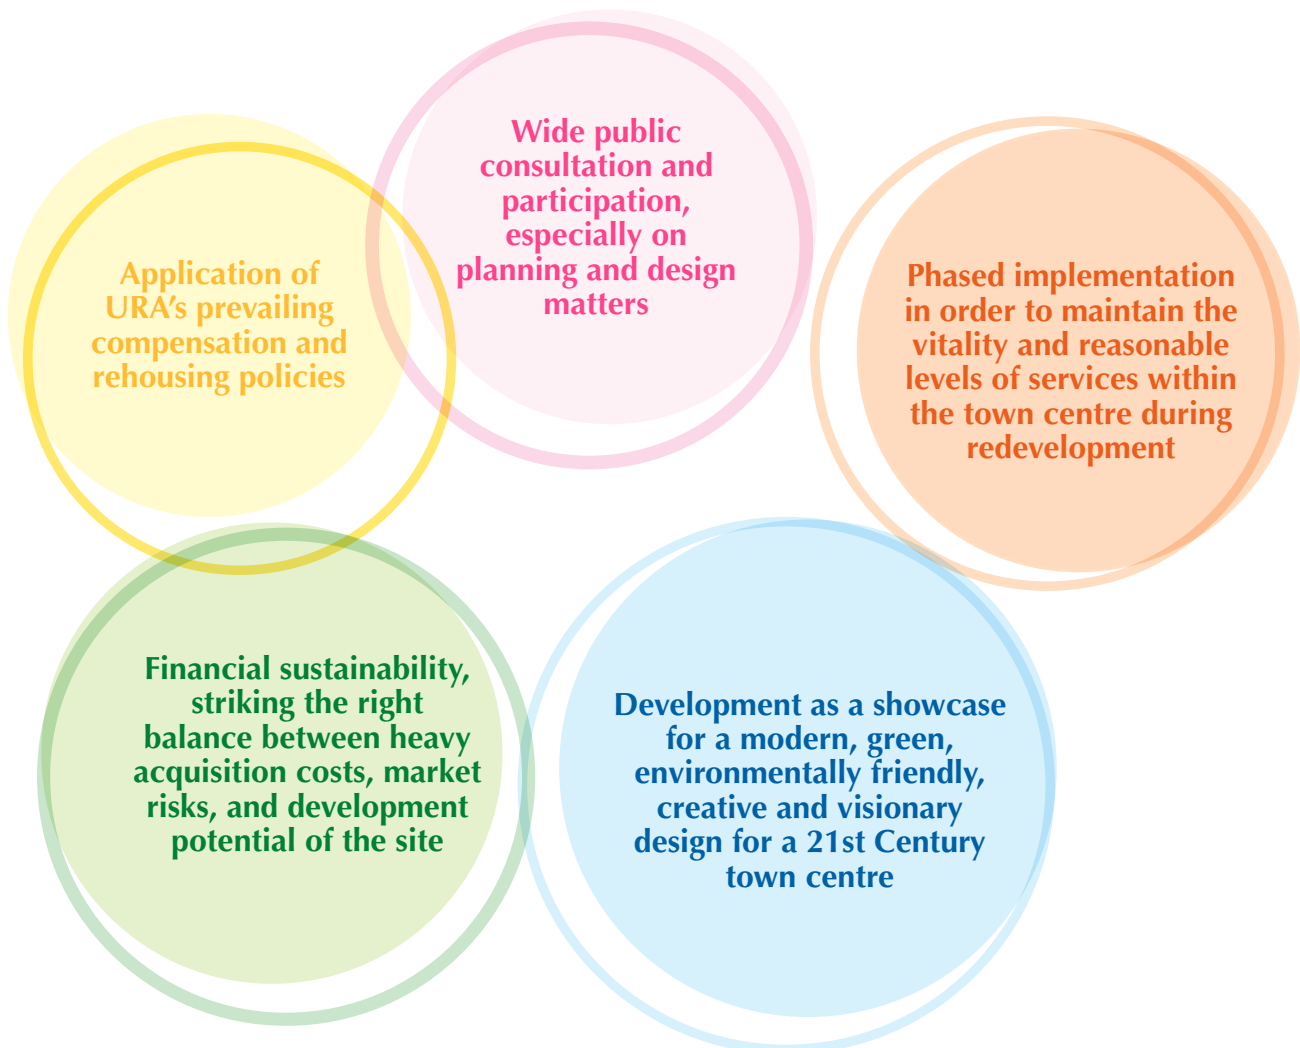 Wide public
consultation and
participation,
especially on
planning and design
matters
Application of
URA’s prevailing
compensation and
rehousing policies
Phased implementation
in order to maintain the
vitality and reasonable
levels of services within
the town centre during
redevelopment
Financial sustainability,
striking the right
balance between heavy
acquisition costs, market
risks, and development
potential of the site
Development as a showcase
for a modern, green,
environmentally friendly,
creative and visionary
design for a 21st Century
town centre